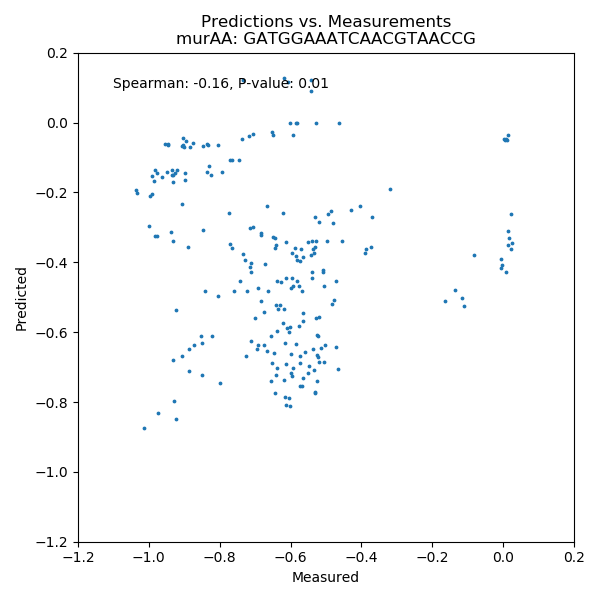 Predictions vs. Measurements
murAA: GATGGAAATCAACGTAACCG
Spearman: -0.16, P-value: 0.01
0.2
0.0
−0.2
−0.4
−0.6
−0.8
−1.0
−1.2
Predicted
−1.2 −1.0 −0.8 −0.6 −0.4 −0.2 0.0 0.2
Measured